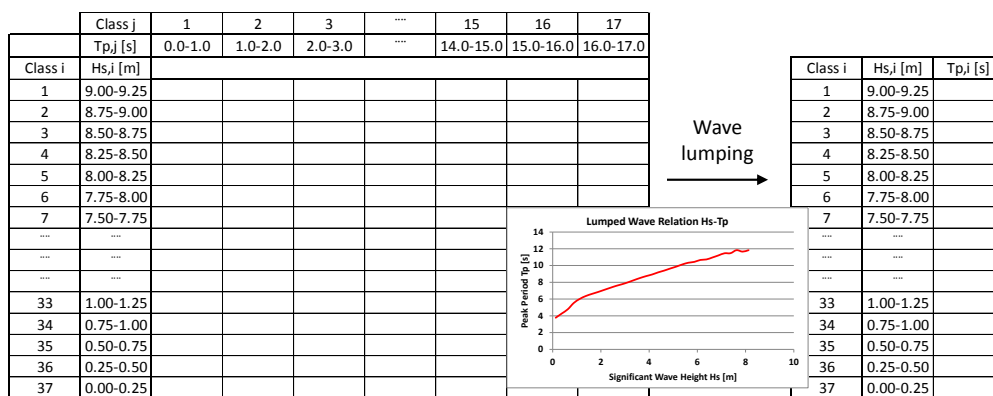 Class j 1 2 3 .... 15 16 17
Tp,j [s] 0.0-1.0 1.0-2.0 2.0-3.0 .... 14.0-15.0 15.0-16.0 16.0-17.0
Class i Hs,i [m] Class i Hs,i [m] Tp,i [s]
1 9.00-9.25 1 9.00-9.25
2 8.75-9.00 2 8.75-9.00
3 8.50-8.75 Wave 3 8.50-8.75
4 8.25-8.50 lumping 4 8.25-8.50
5 8.00-8.25 5 8.00-8.25
6 7.75-8.00 6 7.75-8.00
7 7.50-7.75 7 7.50-7.75
.... .... .... ....
.... .... .... ....
.... .... .... ....
33 1.00-1.25 33 1.00-1.25
34 0.75-1.00 34 0.75-1.00
35 0.50-0.75 35 0.50-0.75
36 0.25-0.50 36 0.25-0.50
37 0.00-0.25 37 0.00-0.25
Lumped Wave Relation Hs-Tp
Peak Period Tp [s]
14
12
10
8
6
4
2
0
0 2 4 6 8 10
Significant Wave Height Hs [m]